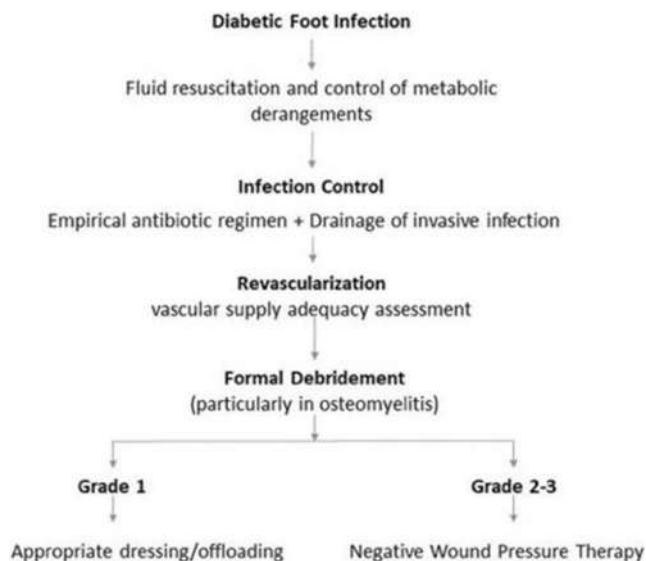 Diabetic Foot Infection
Fluid resuscitation and control of metabolic
derangements
Infection Control
Empirical antibiotic regimen + Drainage of invasive infection
Revascularization
vascular supply adequacy assessment
Formal Debridement
(particularly in osteomyelitis)
Grade 1
Grade 2-3
Appropriate dressing/offloading
Negative Wound Pressure Therapy